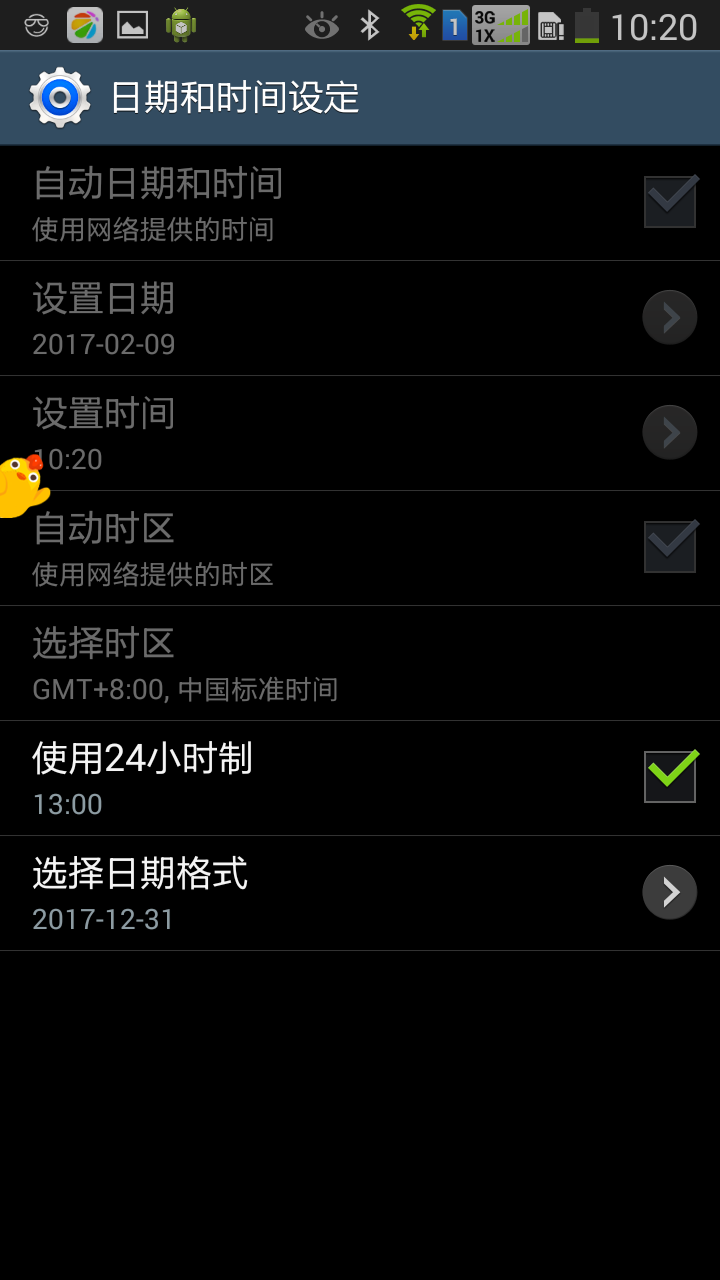 1
3G
1X
10:20
日期和时间设定
自动日期和时间
使用网络提供的时间
设置日期
2017-02-09
设置时间
10:20
自动时区
使用网络提供的时区
选择时区
GMT+8:00, 中国标准时间
使用24小时制
13:00
选择日期格式
2017-12-31